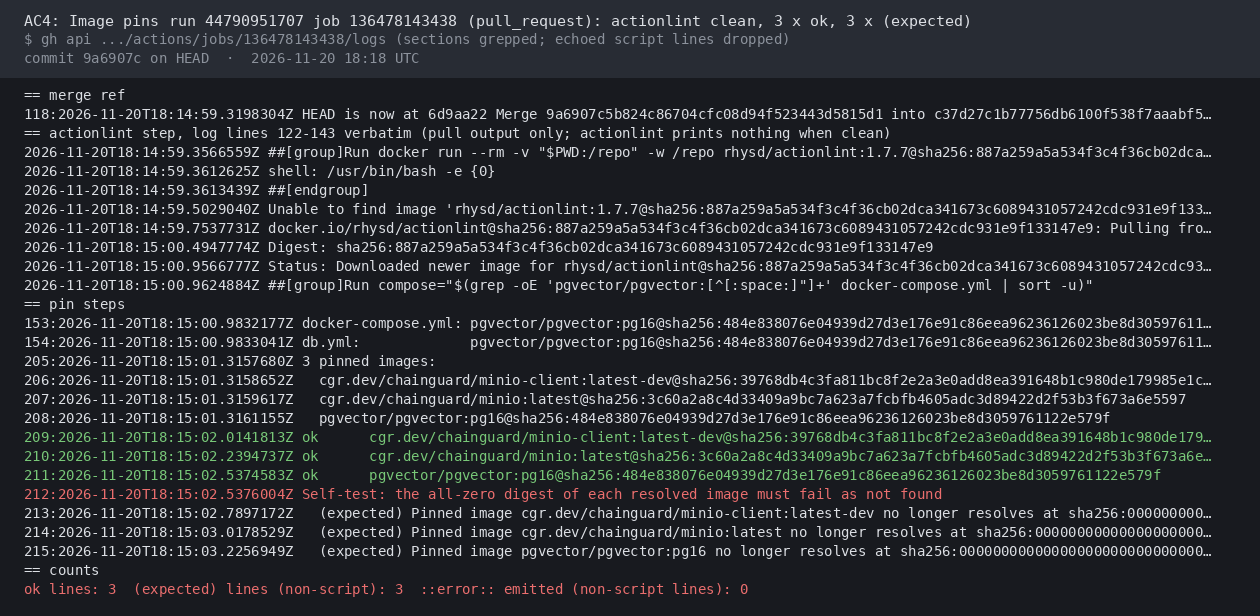 AC4: Image pins run 44790951707 job 136478143438 (pull_request): actionlint clean, 3 x ok, 3 x (expected)
$ gh api .../actions/jobs/136478143438/logs (sections grepped; echoed script lines dropped)
commit 9a6907c on HEAD · 2026-11-20 18:18 UTC
== merge ref
118:2026-11-20T18:14:59.3198304Z HEAD is now at 6d9aa22 Merge 9a6907c5b824c86704cfc08d94f523443d5815d1 into c37d27c1b77756db6100f538f7aaabf5…
== actionlint step, log lines 122-143 verbatim (pull output only; actionlint prints nothing when clean)
2026-11-20T18:14:59.3566559Z ##[group]Run docker run --rm -v "$PWD:/repo" -w /repo rhysd/actionlint:1.7.7@sha256:887a259a5a534f3c4f36cb02dca…
2026-11-20T18:14:59.3612625Z shell: /usr/bin/bash -e {0}
2026-11-20T18:14:59.3613439Z ##[endgroup]
2026-11-20T18:14:59.5029040Z Unable to find image 'rhysd/actionlint:1.7.7@sha256:887a259a5a534f3c4f36cb02dca341673c6089431057242cdc931e9f133…
2026-11-20T18:14:59.7537731Z docker.io/rhysd/actionlint@sha256:887a259a5a534f3c4f36cb02dca341673c6089431057242cdc931e9f133147e9: Pulling fro…
2026-11-20T18:15:00.4947774Z Digest: sha256:887a259a5a534f3c4f36cb02dca341673c6089431057242cdc931e9f133147e9
2026-11-20T18:15:00.9566777Z Status: Downloaded newer image for rhysd/actionlint@sha256:887a259a5a534f3c4f36cb02dca341673c6089431057242cdc93…
2026-11-20T18:15:00.9624884Z ##[group]Run compose="$(grep -oE 'pgvector/pgvector:[^[:space:]"]+' docker-compose.yml | sort -u)"
== pin steps
153:2026-11-20T18:15:00.9832177Z docker-compose.yml: pgvector/pgvector:pg16@sha256:484e838076e04939d27d3e176e91c86eea96236126023be8d30597611…
154:2026-11-20T18:15:00.9833041Z db.yml:             pgvector/pgvector:pg16@sha256:484e838076e04939d27d3e176e91c86eea96236126023be8d30597611…
205:2026-11-20T18:15:01.3157680Z 3 pinned images:
206:2026-11-20T18:15:01.3158652Z   cgr.dev/chainguard/minio-client:latest-dev@sha256:39768db4c3fa811bc8f2e2a3e0add8ea391648b1c980de179985e1c…
207:2026-11-20T18:15:01.3159617Z   cgr.dev/chainguard/minio:latest@sha256:3c60a2a8c4d33409a9bc7a623a7fcbfb4605adc3d89422d2f53b3f673a6e5597
208:2026-11-20T18:15:01.3161155Z   pgvector/pgvector:pg16@sha256:484e838076e04939d27d3e176e91c86eea96236126023be8d3059761122e579f
209:2026-11-20T18:15:02.0141813Z ok      cgr.dev/chainguard/minio-client:latest-dev@sha256:39768db4c3fa811bc8f2e2a3e0add8ea391648b1c980de179…
210:2026-11-20T18:15:02.2394737Z ok      cgr.dev/chainguard/minio:latest@sha256:3c60a2a8c4d33409a9bc7a623a7fcbfb4605adc3d89422d2f53b3f673a6e…
211:2026-11-20T18:15:02.5374583Z ok      pgvector/pgvector:pg16@sha256:484e838076e04939d27d3e176e91c86eea96236126023be8d3059761122e579f
212:2026-11-20T18:15:02.5376004Z Self-test: the all-zero digest of each resolved image must fail as not found
213:2026-11-20T18:15:02.7897172Z   (expected) Pinned image cgr.dev/chainguard/minio-client:latest-dev no longer resolves at sha256:000000000…
214:2026-11-20T18:15:03.0178529Z   (expected) Pinned image cgr.dev/chainguard/minio:latest no longer resolves at sha256:00000000000000000000…
215:2026-11-20T18:15:03.2256949Z   (expected) Pinned image pgvector/pgvector:pg16 no longer resolves at sha256:00000000000000000000000000000…
== counts
ok lines: 3  (expected) lines (non-script): 3  ::error:: emitted (non-script lines): 0